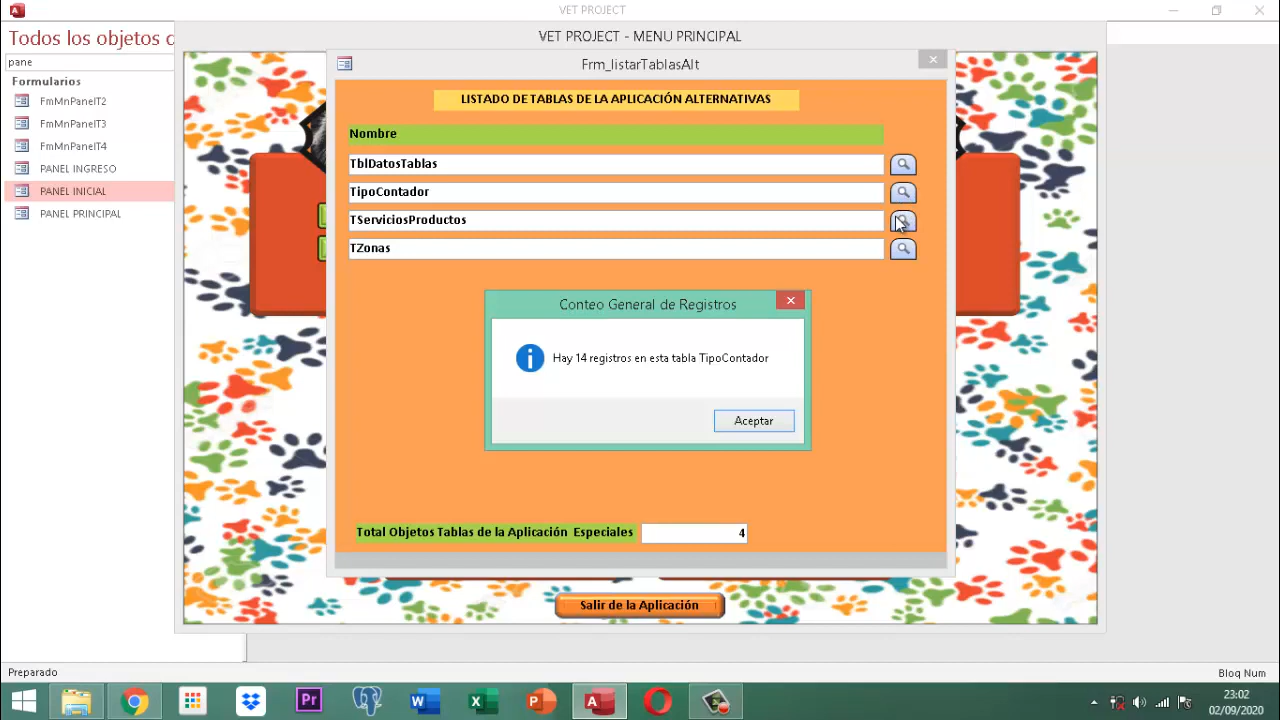 VET PROJECT
Todos los objetos d
pane
Formularios
FmMnPanelT2
FmMnPanelT3
FmMnPanelT4
PANEL INGRESO
PANEL INICIAL
PANEL PRINCIPAL
VET PROJECT - MENU PRINCIPAL
Frm_listarTablasAlt
LISTADO DE TABLAS DE LA APLICACIÓN ALTERNATIVAS
Nombre
TblDatosTablas
TipoContador
TServiciosProductos
TZonas
Conteo General de Registros
Hay 14 registros en esta tabla TipoContador
Aceptar
Total Objetos Tablas de la Aplicación Especiales
4
Salir de la Aplicación
Preparado
Bloq Num
23:02
02/09/2020